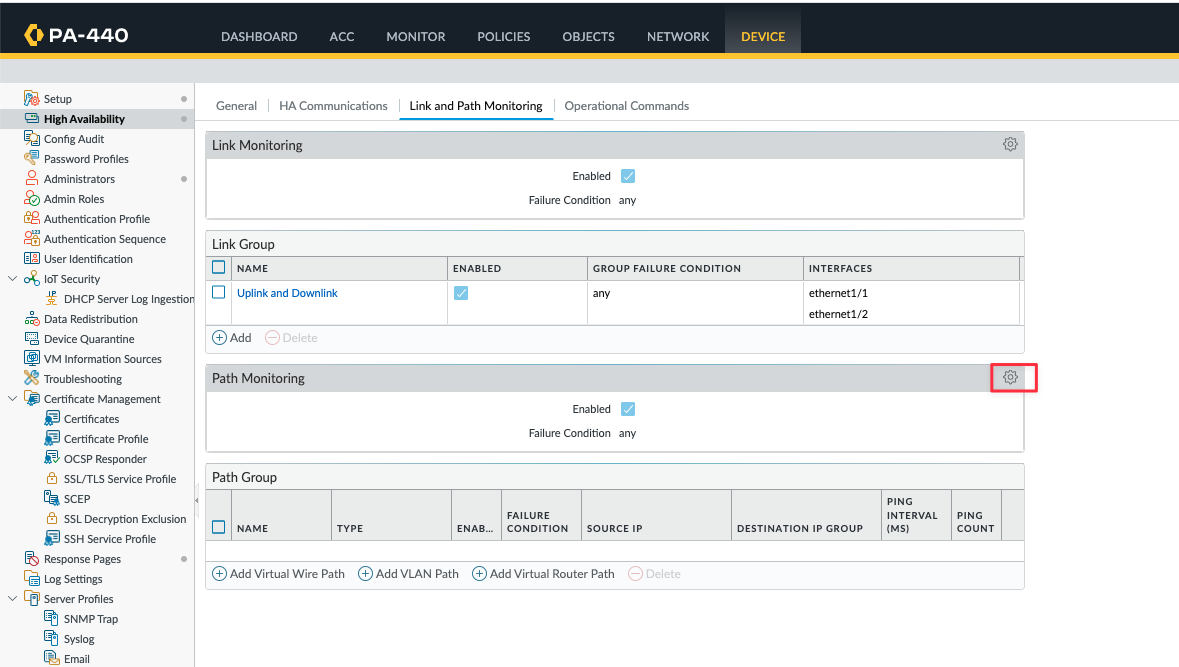 PA-440
DASHBOARD ACC MONITOR POLICIES OBJECTS NETWORK DEVICE
Setup
High Availability
Config Audit
Password Profiles
Administrators
Admin Roles
Authentication Profile
Authentication Sequence
User Identification
IoT Security
DHCP Server Log Ingestion
Data Redistribution
Device Quarantine
VM Information Sources
Troubleshooting
Certificate Management
Certificates
Certificate Profile
OCSP Responder
SSL/TLS Service Profile
SCEP
SSL Decryption Exclusion
SSH Service Profile
Response Pages
Log Settings
Server Profiles
SNMP Trap
Syslog
Email
General HA Communications Link and Path Monitoring Operational Commands
Link Monitoring
Enabled
Failure Condition any
Link Group
NAME ENABLED GROUP FAILURE CONDITION INTERFACES
Uplink and Downlink any ethernet1/1
ethernet1/2
Add Delete
Path Monitoring
Enabled
Failure Condition any
Path Group
NAME TYPE ENAB... FAILURE CONDITION SOURCE IP DESTINATION IP GROUP PING INTERVAL (MS) PING COUNT
Add Virtual Wire Path Add VLAN Path Add Virtual Router Path Delete